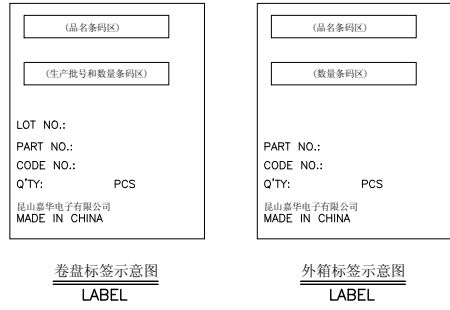 (品名条码区)
(生产批号和数量条码区)
LOT NO.:
PART NO.:
CODE NO.:
Q'TY: PCS
昆山嘉华电子有限公司
MADE IN CHINA
卷盘标签示意图
LABEL
(品名条码区)
(数量条码区)
PART NO.:
CODE NO.:
Q'TY: PCS
昆山嘉华电子有限公司
MADE IN CHINA
外箱标签示意图
LABEL